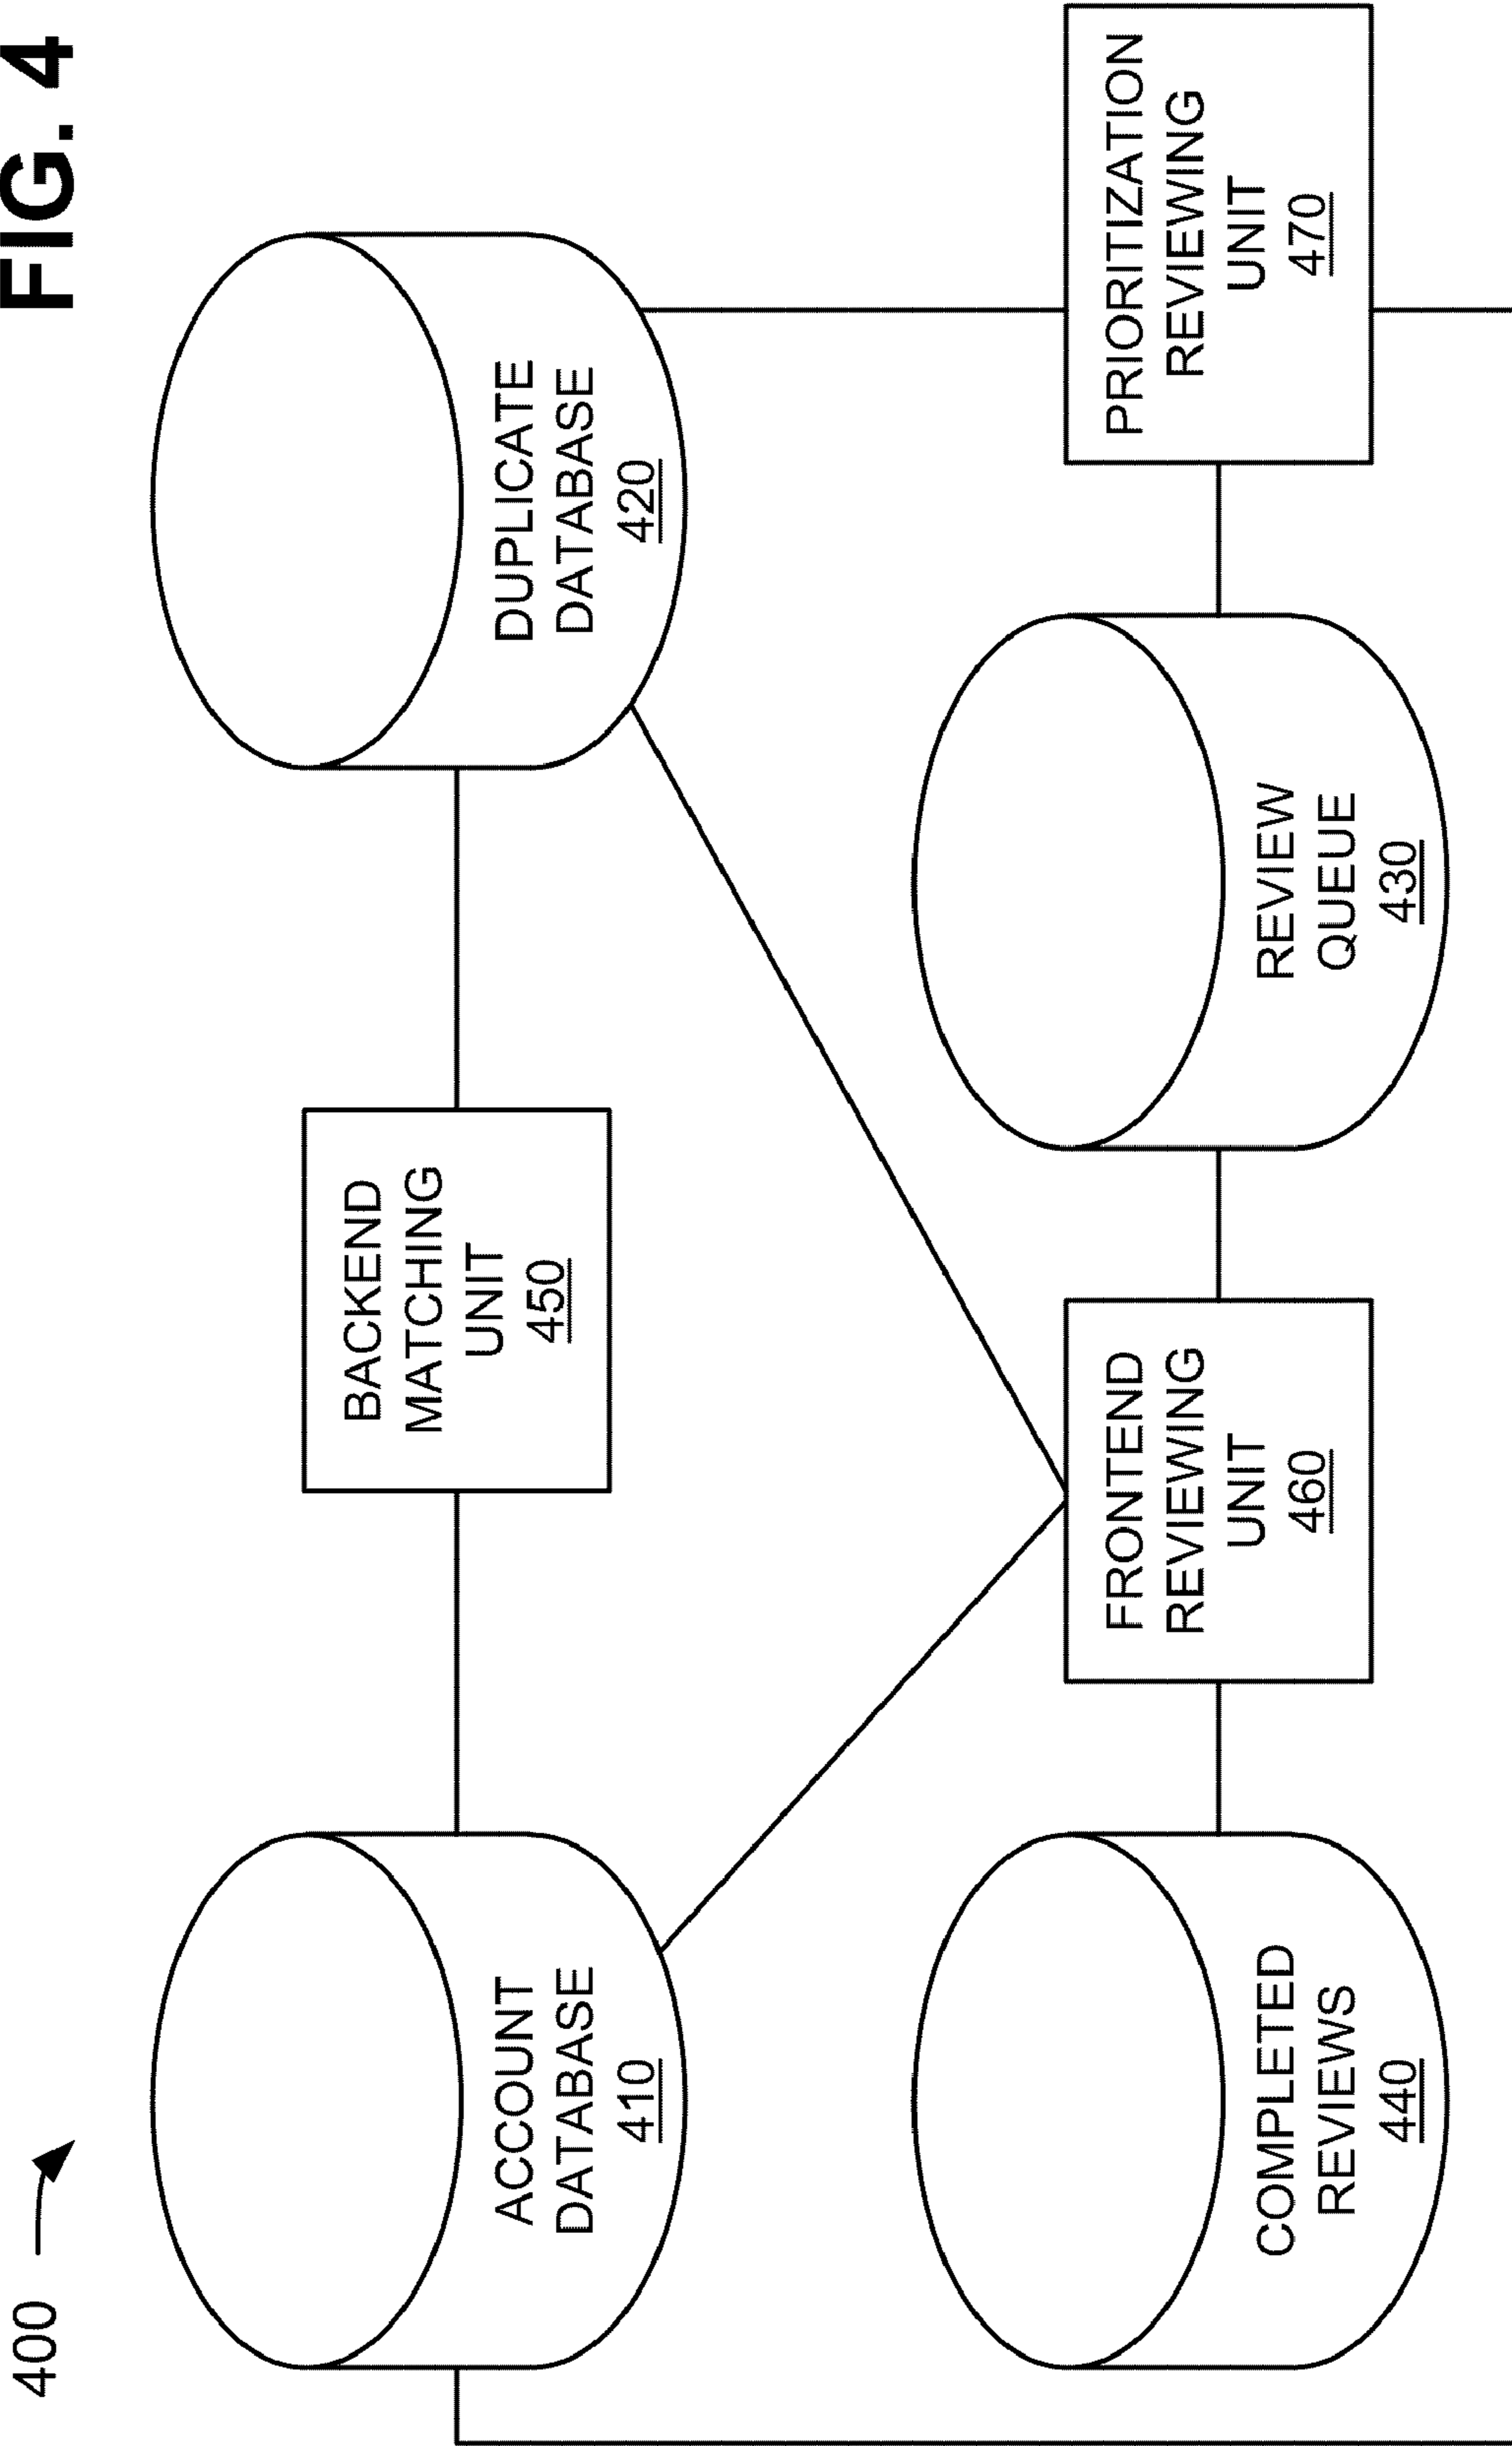 FIG. 4
400
ACCOUNT
DATABASE
410
BACKEND
MATCHING
UNIT
450
DUPLICATE
DATABASE
420
COMPLETED
REVIEWS
440
FRONTEND
REVIEWING
UNIT
460
REVIEW
QUEUE
430
PRIORITIZATION
REVIEWING
UNIT
470